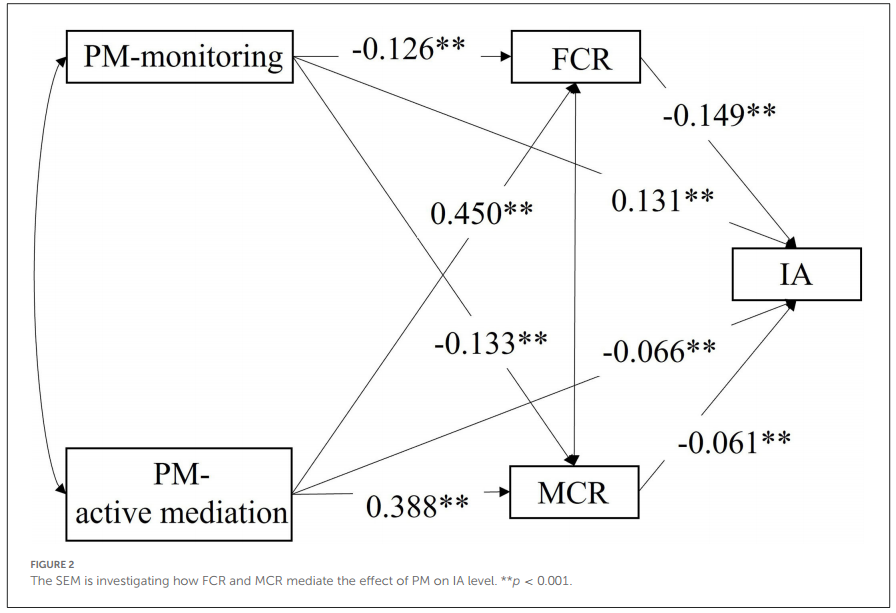 PM-monitoring
-0.126**
FCR
-0.149**
0.131**
0.450**
IA
-0.133**
-0.066**
-0.061**
PM-
active mediation
0.388**
MCR
FIGURE 2
The SEM is investigating how FCR and MCR mediate the effect of PM on IA level. **p < 0.001.